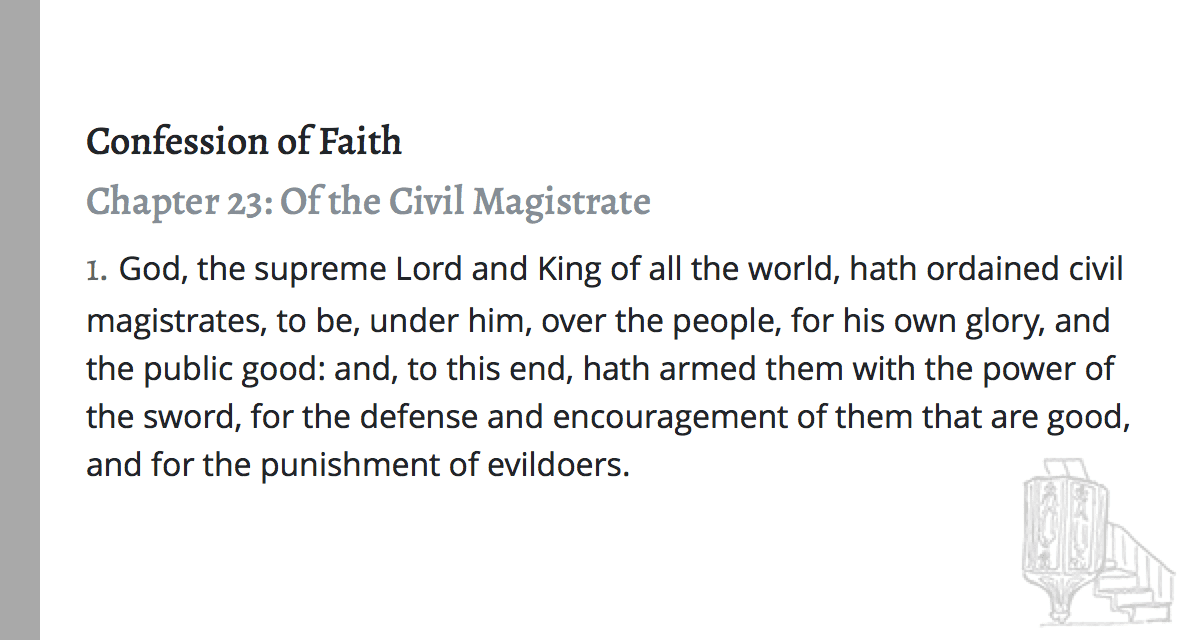 Confession of Faith
Chapter 23: Of the Civil Magistrate
1. God, the supreme Lord and King of all the world, hath ordained civil
magistrates, to be, under him, over the people, for his own glory, and
the public good: and, to this end, hath armed them with the power of
the sword, for the defense and encouragement of them that are good,
and for the punishment of evildoers.